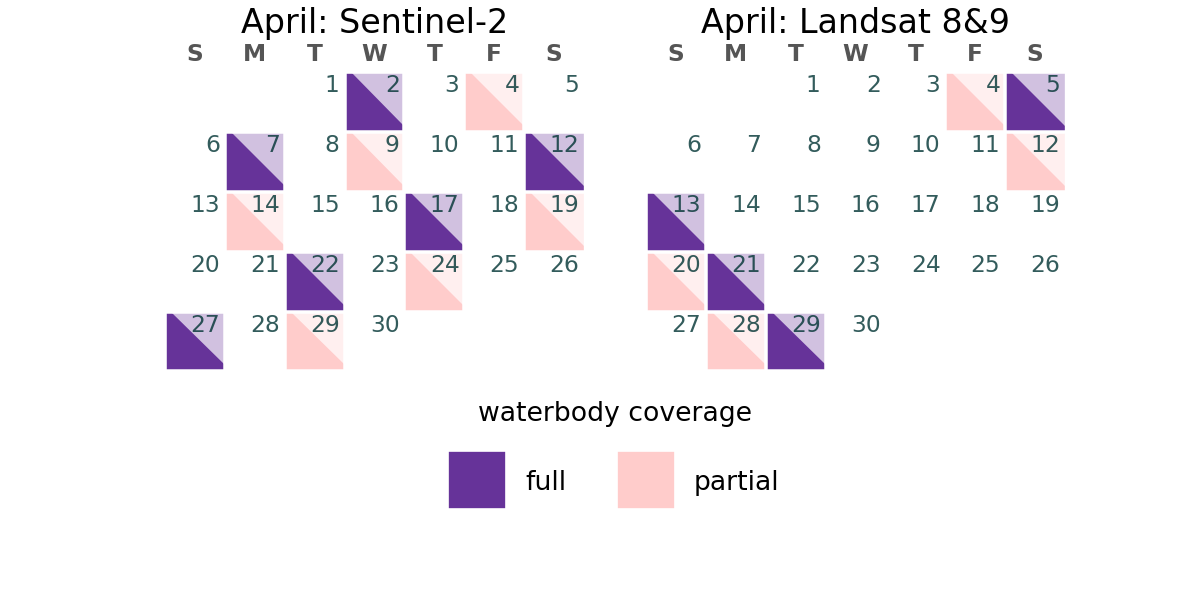 April: Sentinel-2
S M T W T F S
1 2 3 4 5
6 7 8 9 10 11 12
13 14 15 16 17 18 19
20 21 22 23 24 25 26
27 28 29 30
April: Landsat 8&9
S M T W T F S
1 2 3 4 5
6 7 8 9 10 11 12
13 14 15 16 17 18 19
20 21 22 23 24 25 26
27 28 29 30
waterbody coverage
full
partial